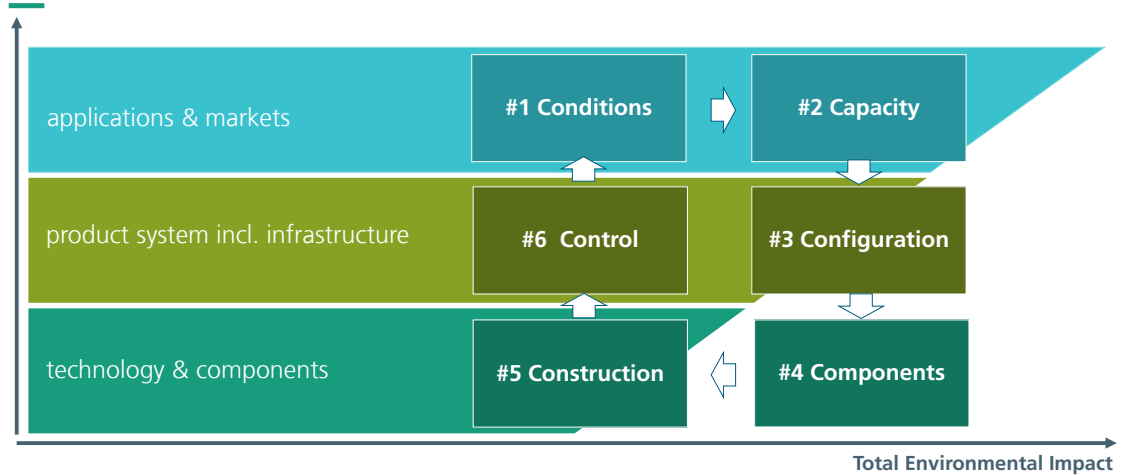 applications & markets
#1 Conditions
#2 Capacity
product system incl. infrastructure
#6 Control
#3 Configuration
technology & components
#5 Construction
#4 Components
Total Environmental Impact